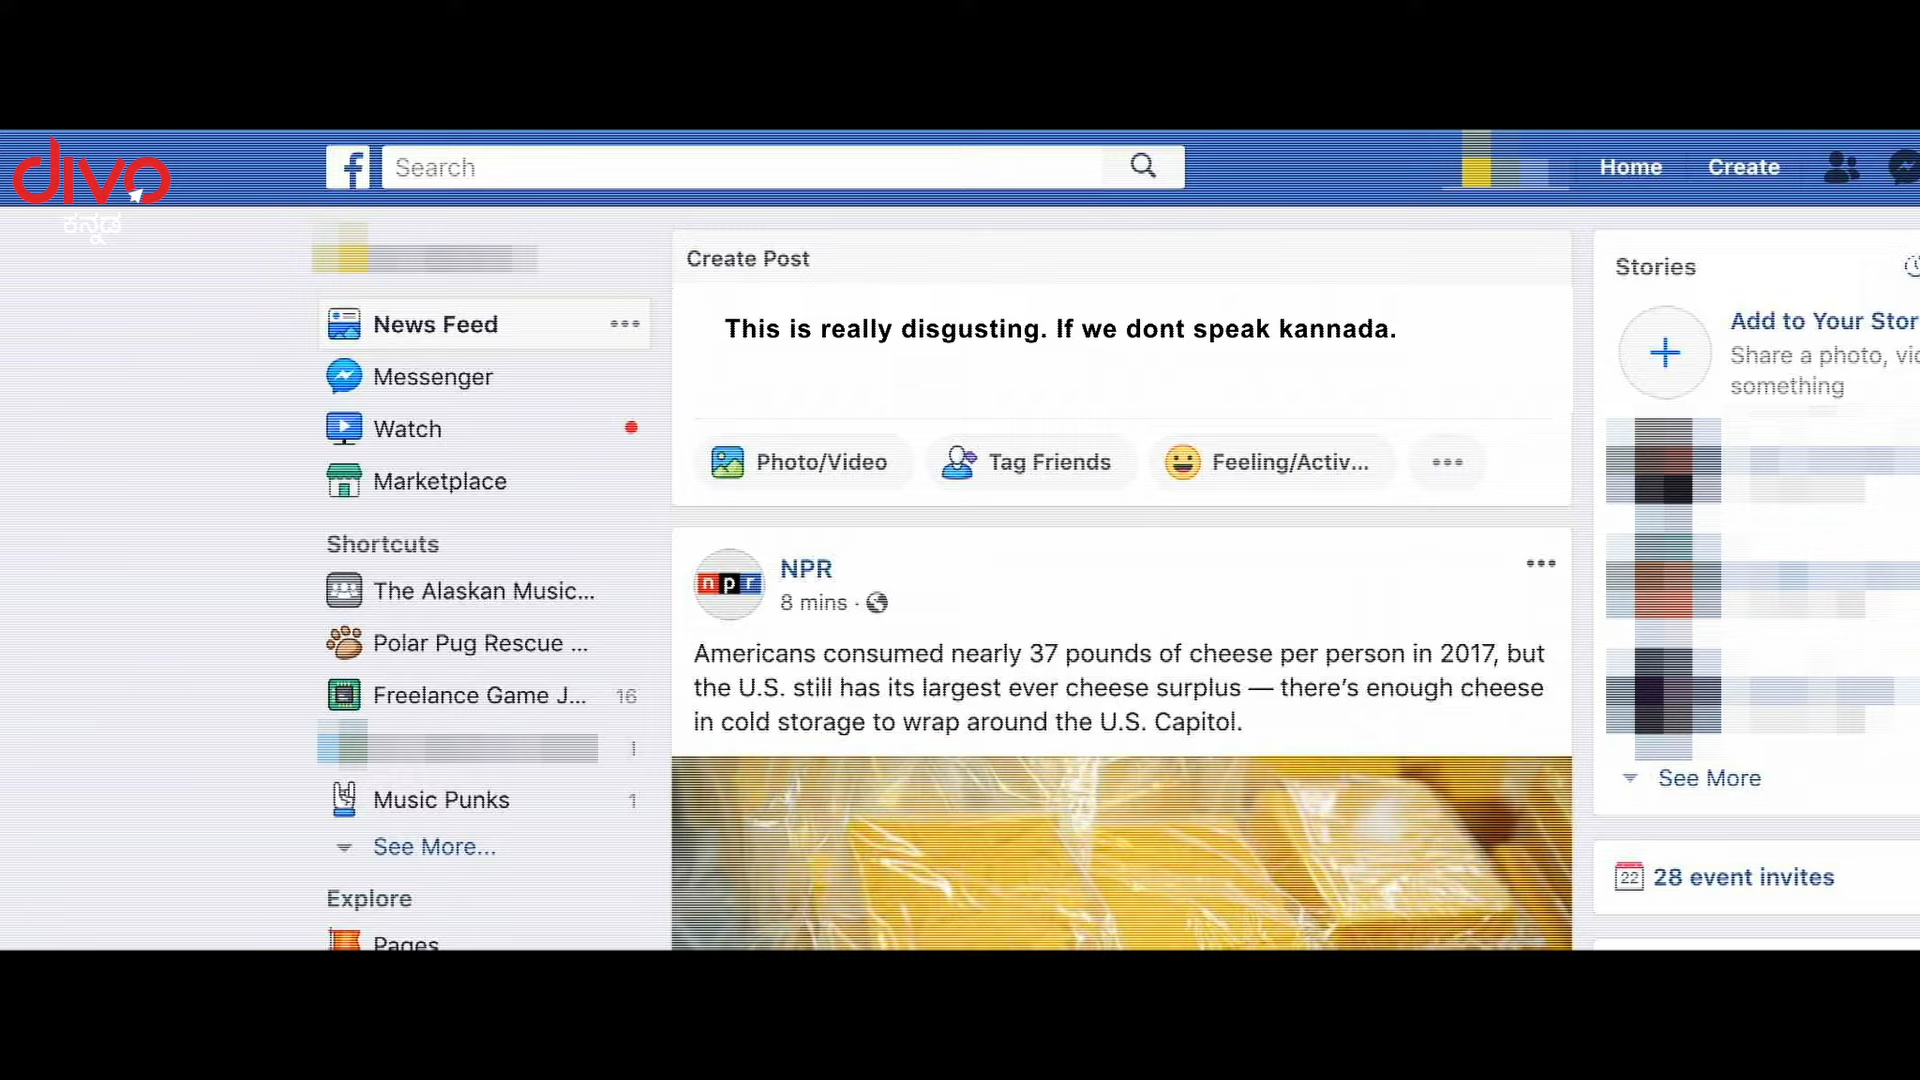 divo
ಕನ್ನಡ
f
Search
Home
Create
Create Post
Stories
This is really disgusting. If we dont speak kannada.
News Feed
Messenger
Watch
Marketplace
Add to Your Stor
Share a photo, vic
something
Photo/Video
Tag Friends
Feeling/Activ...
Shortcuts
The Alaskan Music...
Polar Pug Rescue ...
Freelance Game J... 16
1
Music Punks 1
See More...
Explore
Pages
npr
NPR
8 mins ·
Americans consumed nearly 37 pounds of cheese per person in 2017, but
the U.S. still has its largest ever cheese surplus — there's enough cheese
in cold storage to wrap around the U.S. Capitol.
See More
22
28 event invites